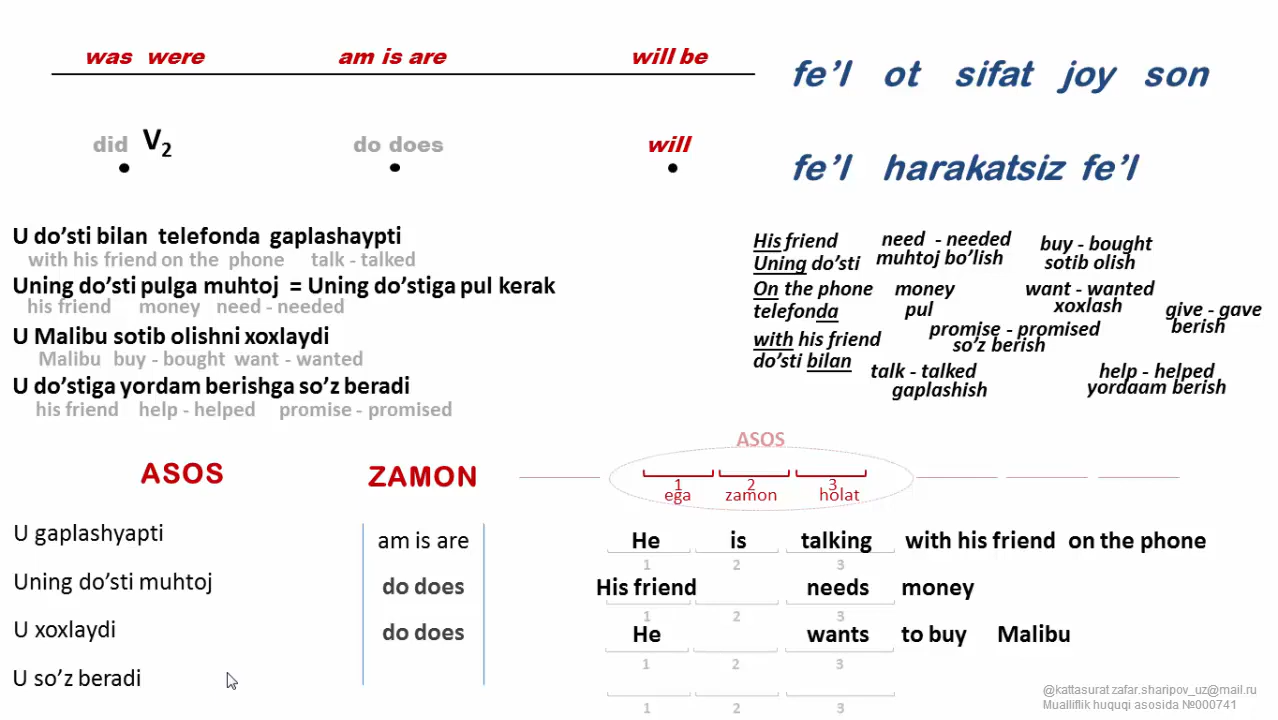 was were am is are will be
fe’l ot sifat joy son
did V2 do does will
fe’l harakatsiz fe’l
U do’sti bilan telefonda gaplashaypti
with his friend on the phone talk - talked
Uning do’sti pulga muhtoj = Uning do’stiga pul kerak
his friend money need - needed
U Malibu sotib olishni xoxlaydi
Malibu buy - bought want - wanted
U do’stiga yordam berishga so’z beradi
his friend help - helped promise - promised
His friend need - needed buy - bought
Uning do’sti muhtoj bo’lish sotib olish
On the phone money want - wanted
telefonda pul xoxlash give - gave
berish
with his friend promise - promised
so’z berish
do’sti bilan talk - talked help - helped
gaplashish yordaam berish
ASOS ZAMON
ASOS
1 2 3
ega zamon holat
U gaplashyapti am is are He is talking with his friend on the phone
1 2 3
Uning do’sti muhtoj do does His friend needs money
1 2 3
U xoxlaydi do does He wants to buy Malibu
1 2 3
U so’z beradi
1 2 3
@kattasurat zafar.sharipov_uz@mail.ru
Mualliflik huquqi asosida №000741